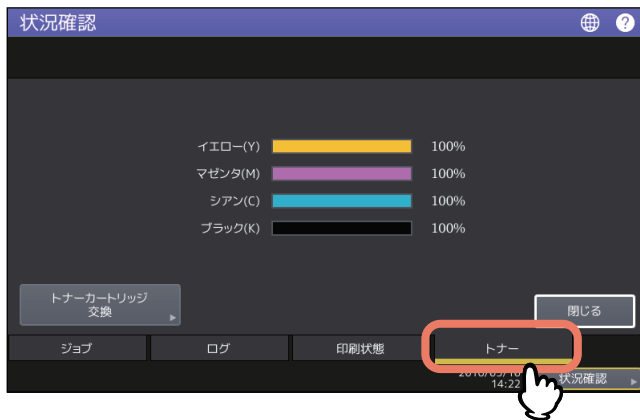 状況確認
?
イエロー(Y) 100%
マゼンタ(M) 100%
シアン(C) 100%
ブラック(K) 100%
トナーカートリッジ
交換
閉じる
ジョブ ログ 印刷状態 トナー
14:22 状況確認